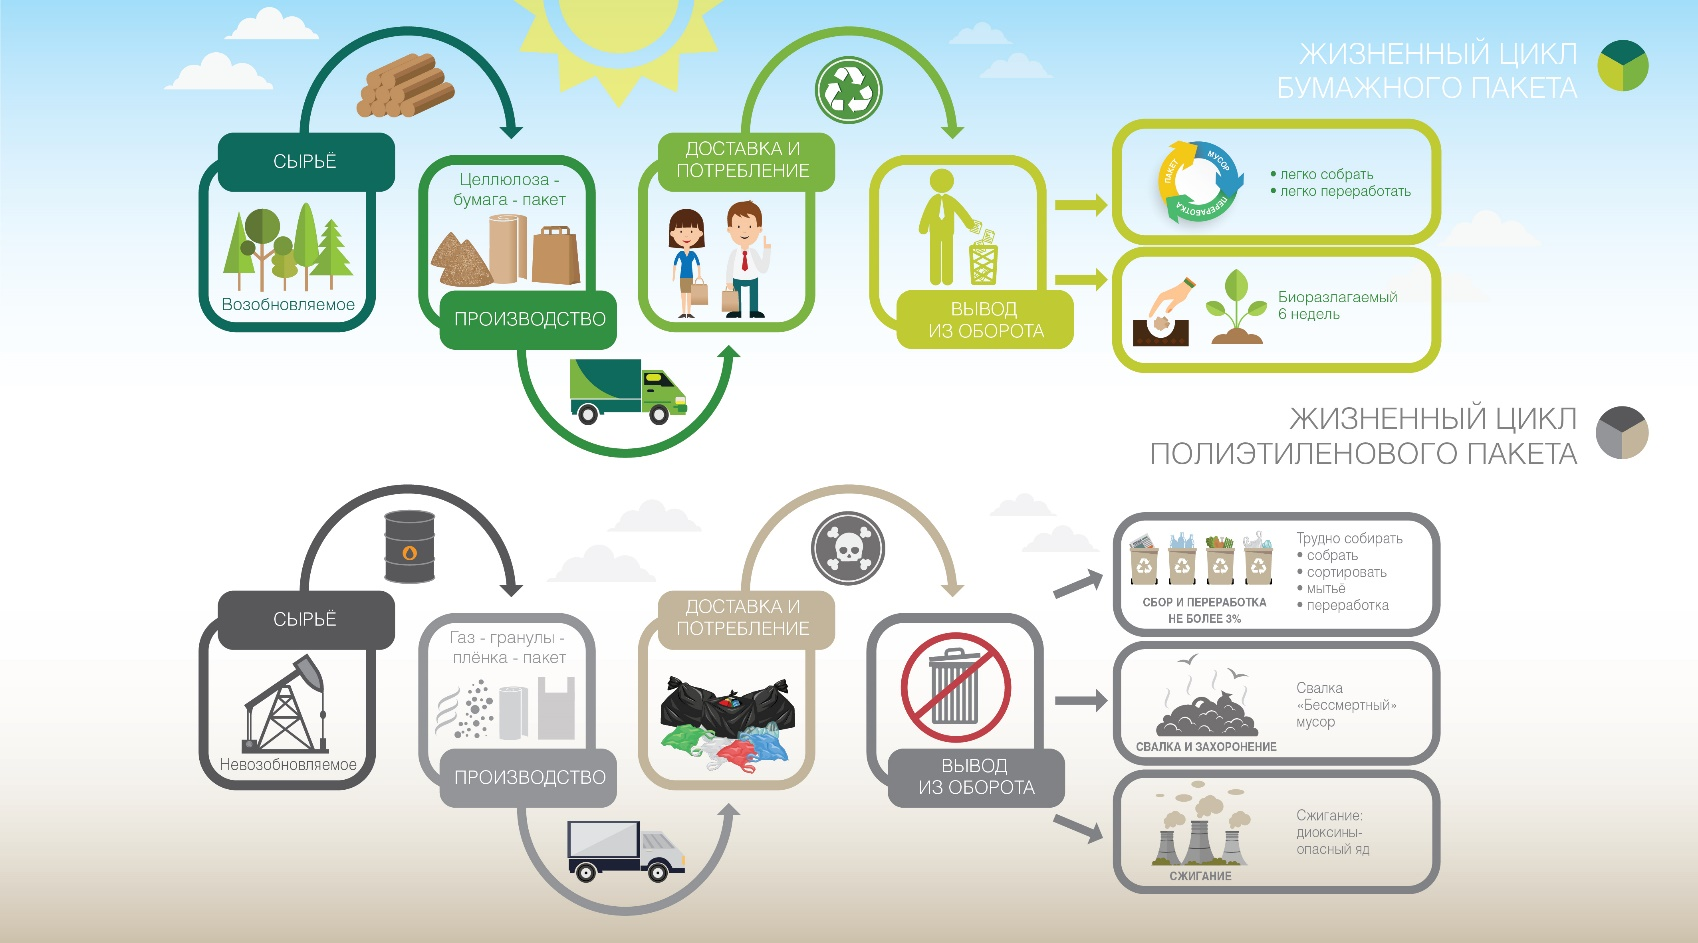 ЖИЗНЕННЫЙ ЦИКЛ
БУМАЖНОГО ПАКЕТА
СЫРЬЁ
Возобновляемое
Целлюлоза -
бумага - пакет
ПРОИЗВОДСТВО
ДОСТАВКА И
ПОТРЕБЛЕНИЕ
ВЫВОД
ИЗ ОБОРОТА
ПАКЕТ
МУСОР
ПЕРЕРАБОТКА
• легко собрать
• легко переработать
Биоразлагаемый
6 недель
ЖИЗНЕННЫЙ ЦИКЛ
ПОЛИЭТИЛЕНОВОГО ПАКЕТА
СЫРЬЁ
Невозобновляемое
Газ - гранулы -
плёнка - пакет
ПРОИЗВОДСТВО
ДОСТАВКА И
ПОТРЕБЛЕНИЕ
ВЫВОД
ИЗ ОБОРОТА
СБОР И ПЕРЕРАБОТКА
НЕ БОЛЕЕ 3%
Трудно собирать
• собрать
• сортировать
• мытьё
• переработка
СВАЛКА И ЗАХОРОНЕНИЕ
Свалка
«Бессмертный»
мусор
СЖИГАНИЕ
Сжигание:
диоксины-
опасный яд